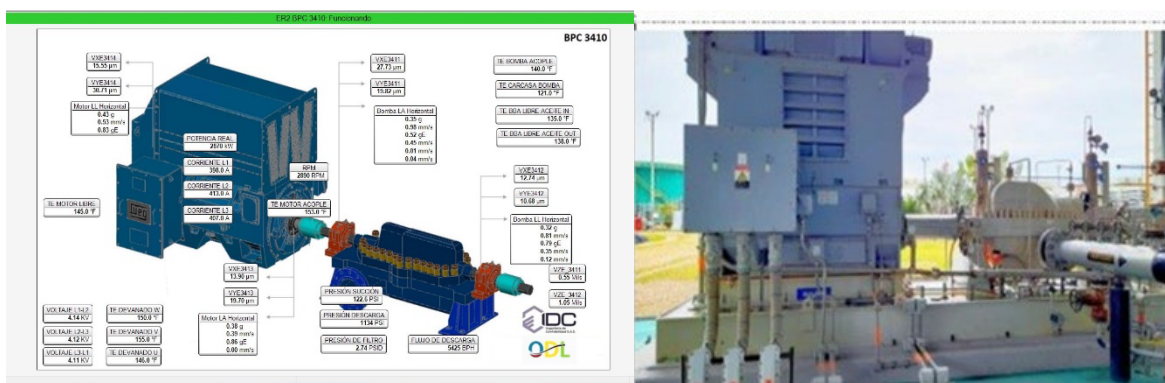 ER2 BPC 3410: Funcionando
BPC 3410
VXE3414
15.55 µm
VYE3414
Motor LL Horizontal
0.43 g
0.53 mm/s
0.83 gE
POTENCIA REAL
2870 kW
CORRIENTE L1
398.0 A
CORRIENTE L2
413.0 A
CORRIENTE L3
407.0 A
RPM
2890 RPM
TE MOTOR LIBRE
145.0 °F
TE MOTOR ACOPLE
153.0 °F
VXE3411
27.73 µm
VYE3411
19.82 µm
Bomba LA Horizontal
0.35 g
0.98 mm/s
0.52 gE
0.45 mm/s
0.01 mm/s
0.04 mm/s
TE BOMBA ACOPLE
140.0 °F
TE CARCASA BOMBA
121.0 °F
TE BBA LIBRE ACEITE IN
TE BBA LIBRE ACEITE OUT
138.0 °F
VXE3412
12.74 µm
VYE3412
10.68 µm
Bomba LL Horizontal
0.32 g
0.81 mm/s
0.79 gE
0.35 mm/s
0.12 mm/s
VZE_3411
0.55 Mils
VZE_3412
1.05 Mils
VXE3413
13.90 µm
VYE3413
19.70 µm
Motor LA Horizontal
0.38 g
0.39 mm/s
0.86 gE
0.00 mm/s
PRESIÓN SUCCIÓN
122.6 PSI
PRESIÓN DESCARGA
1134 PSI
PRESIÓN DE FILTRO
2.74 PSID
FLUJO DE DESCARGA
5425 BPH
VOLTAJE L1-L2
4.14 KV
VOLTAJE L2-L3
4.12 KV
VOLTAJE L3-L1
4.11 KV
TE DEVANADO W
150.0 °F
TE DEVANADO V
155.0 °F
TE DEVANADO U
146.0 °F
IDC
ODL